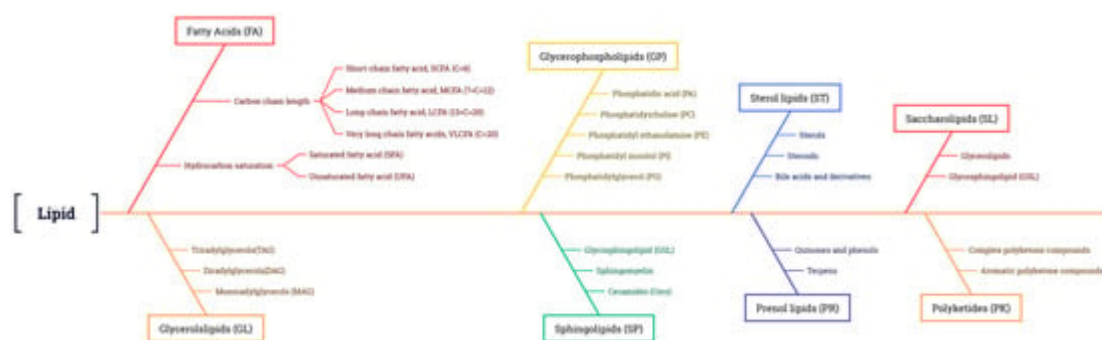 Fatty Acids (FA)
Short-chain fatty acid, SCFA (C<6)
Carbon chain length
Medium chain fatty acid, MCFA (7<C<12)
Long-chain fatty acid, LCFA (13<C<20)
Very long chain fatty acids, VLCFA (C>20)
Hydrocarbon saturation
Saturated fatty acid (SFA)
Unsaturated fatty acid (UFA)
Glycerophospholipids (GP)
Phosphatidic acid (PA)
Phosphatidycholine (PC)
Phosphatidyl ethanolamine (PE)
Phosphatidyl inositol (PI)
Phosphatidylglycerol (PG)
Sterol lipids (ST)
Sterols
Steroids
Bile acids and derivatives
Saccharolipids (SL)
Glycerolipids
Glycosphingolipid (GSL)
Lipid
Triradylglycerols(TAG)
Diradylglycerols(DAG)
Monoradylglycerols (MAG)
Glycerolslipids (GL)
Glycosphingolipid (GSL)
Sphingomyelin
Ceramides (Cers)
Sphingolipids (SP)
Quinones and phenols
Terpens
Prenol lipids (PR)
Complex polyketone compounds
Aromatic polyketone compounds
Polyketides (PK)